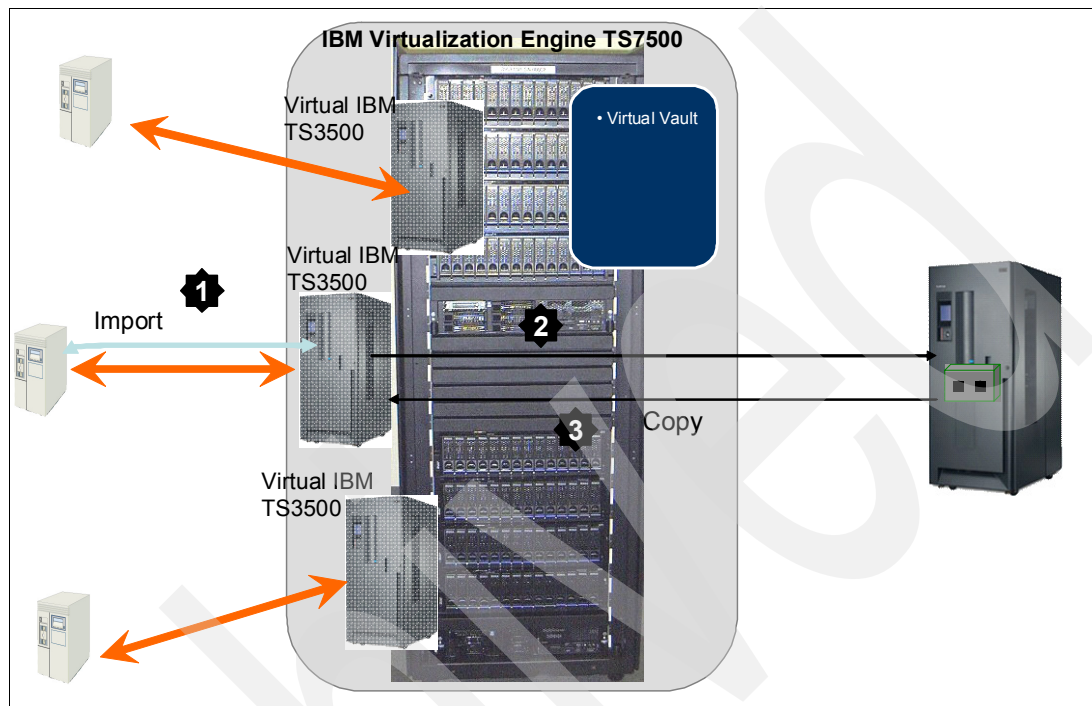 IBM Virtualization Engine TS7500
Virtual IBM
TS3500
• Virtual Vault
Virtual IBM
TS3500
1
Import
2
3
Copy
Virtual IBM
TS3500